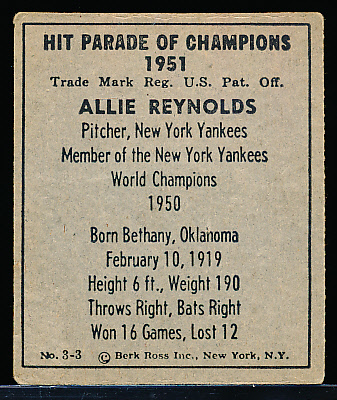 HIT PARADE OF CHAMPIONS
1951
Trade Mark Reg. U.S. Pat. Off.
ALLIE REYNOLDS
Pitcher, New York Yankees
Member of the New York Yankees
World Champions
1950
Born Bethany, Oklanoma
February 10, 1919
Height 6 ft., Weight 190
Throws Right, Bats Right
Won 16 Games, Lost 12
No. 3-3 © Berk Ross Inc., New York, N.Y.